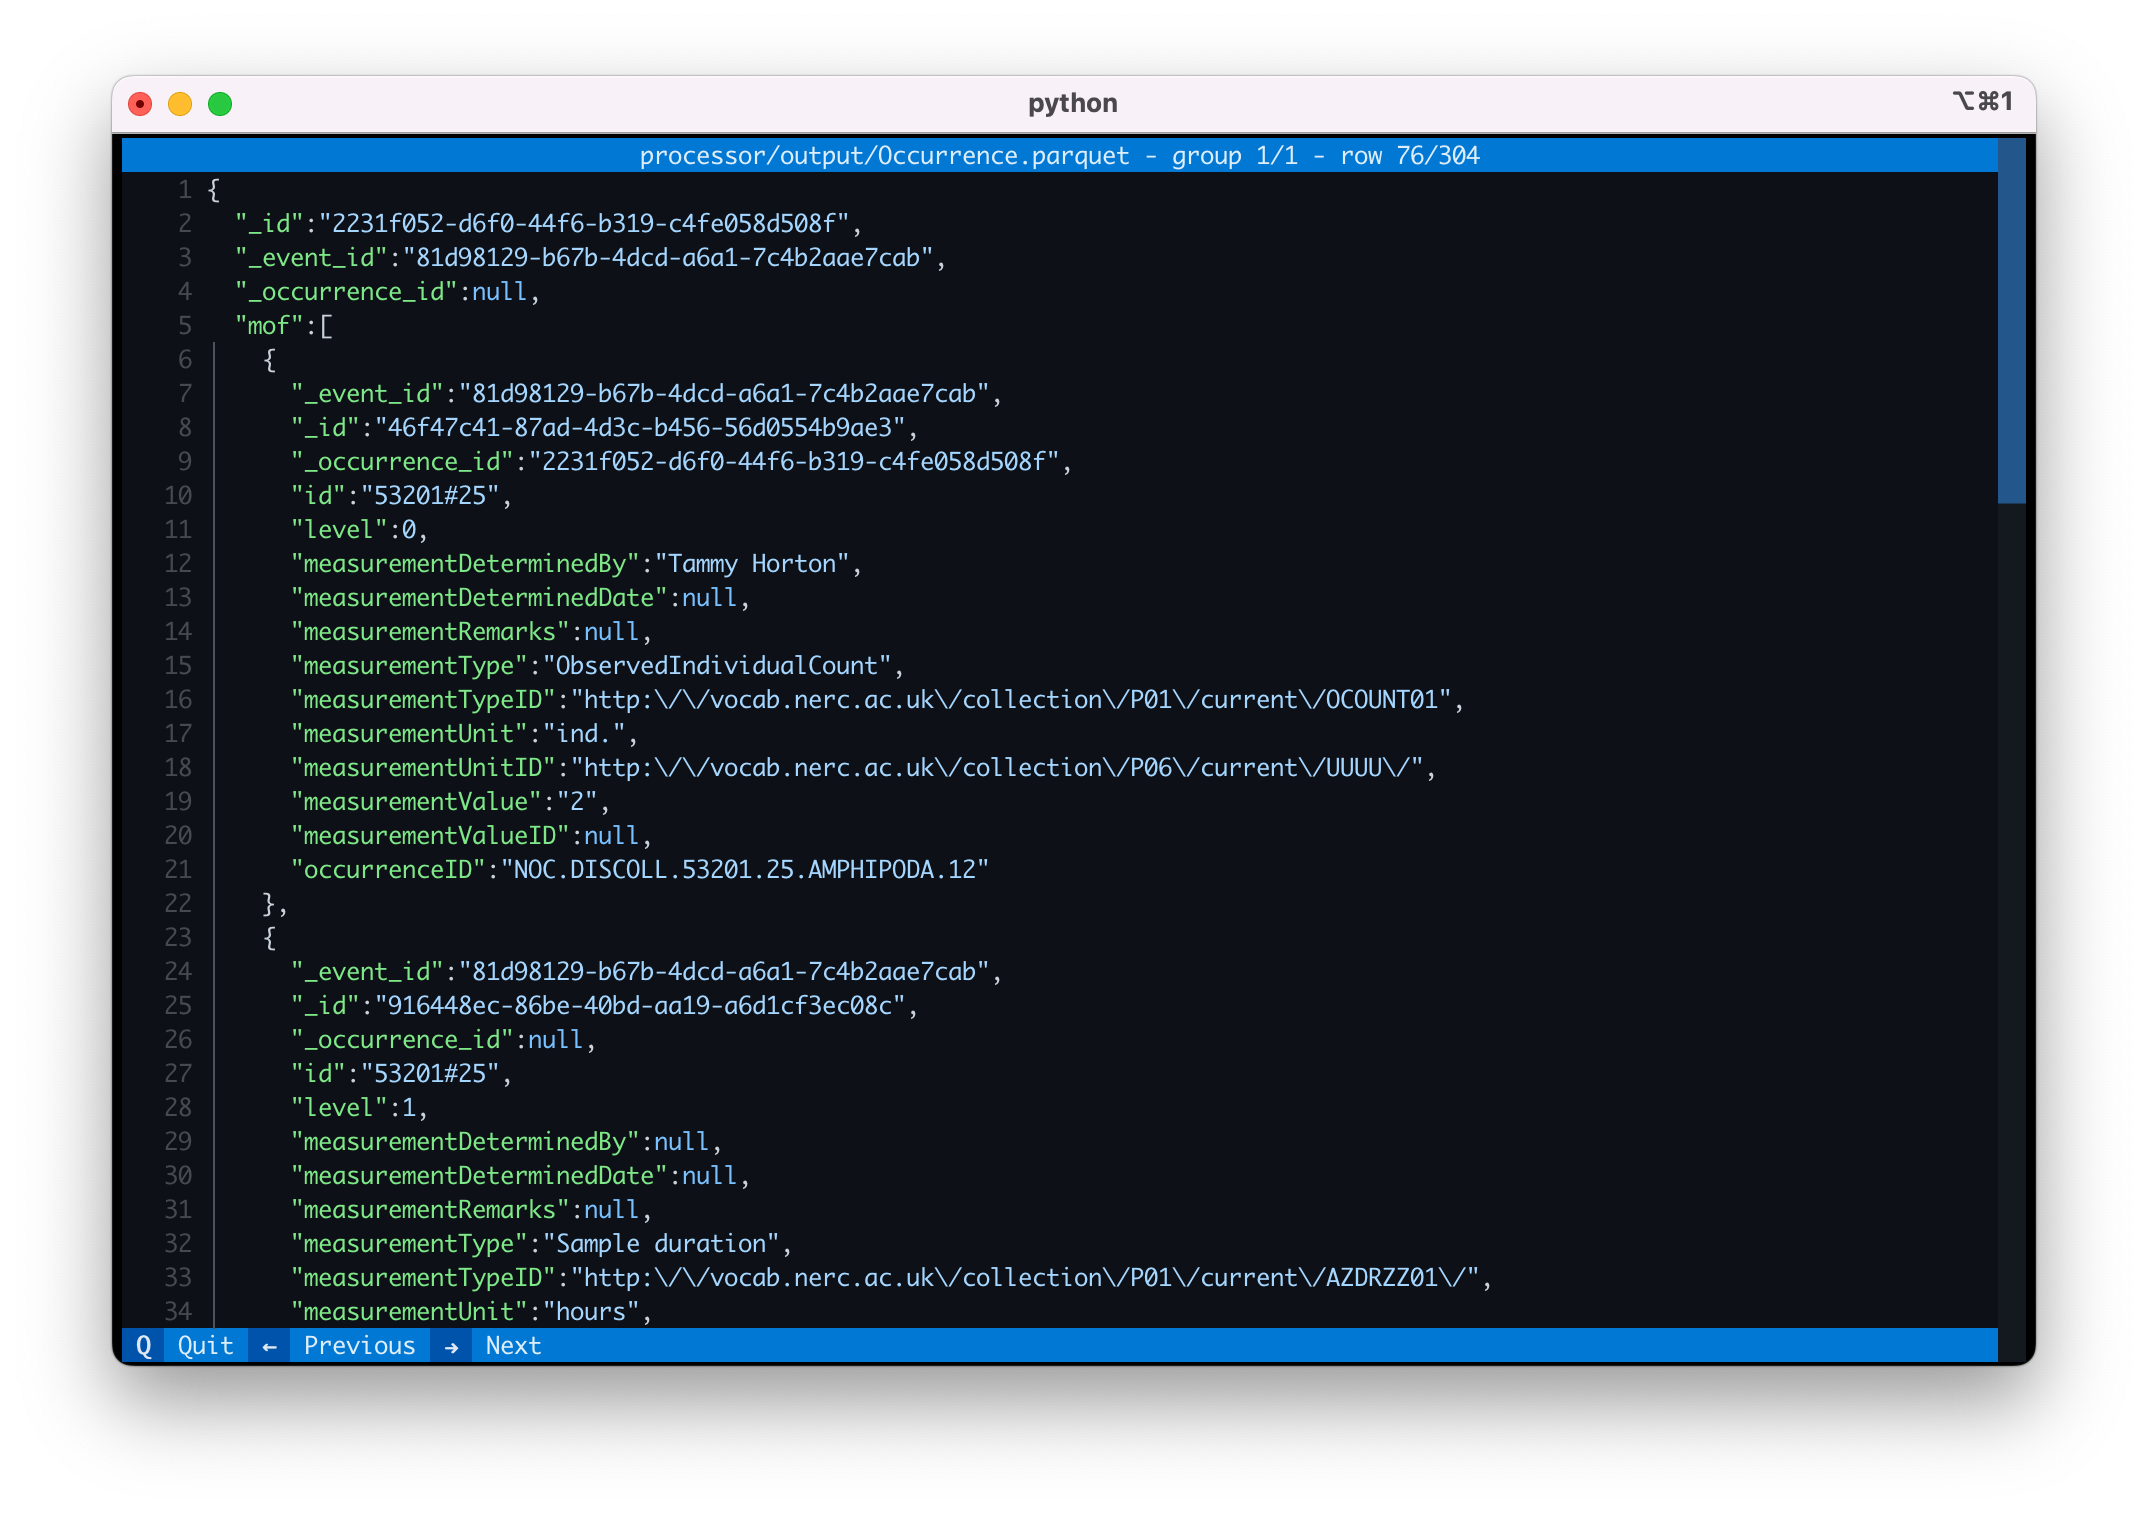 python
⌥⌘1
processor/output/Occurrence.parquet - group 1/1 - row 76/304
1 {
2 "_id":"2231f052-d6f0-44f6-b319-c4fe058d508f",
3 "_event_id":"81d98129-b67b-4dcd-a6a1-7c4b2aae7cab",
4 "_occurrence_id":null,
5 "mof":[
6 {
7 "_event_id":"81d98129-b67b-4dcd-a6a1-7c4b2aae7cab",
8 "_id":"46f47c41-87ad-4d3c-b456-56d0554b9ae3",
9 "_occurrence_id":"2231f052-d6f0-44f6-b319-c4fe058d508f",
10 "id":"53201#25",
11 "level":0,
12 "measurementDeterminedBy":"Tammy Horton",
13 "measurementDeterminedDate":null,
14 "measurementRemarks":null,
15 "measurementType":"ObservedIndividualCount",
16 "measurementTypeID":"http:\/\/vocab.nerc.ac.uk\/collection\/P01\/current\/OCOUNT01",
17 "measurementUnit":"ind.",
18 "measurementUnitID":"http:\/\/vocab.nerc.ac.uk\/collection\/P06\/current\/UUUU\/",
19 "measurementValue":"2",
20 "measurementValueID":null,
21 "occurrenceID":"NOC.DISCOLL.53201.25.AMPHIPODA.12"
22 },
23 {
24 "_event_id":"81d98129-b67b-4dcd-a6a1-7c4b2aae7cab",
25 "_id":"916448ec-86be-40bd-aa19-a6d1cf3ec08c",
26 "_occurrence_id":null,
27 "id":"53201#25",
28 "level":1,
29 "measurementDeterminedBy":null,
30 "measurementDeterminedDate":null,
31 "measurementRemarks":null,
32 "measurementType":"Sample duration",
33 "measurementTypeID":"http:\/\/vocab.nerc.ac.uk\/collection\/P01\/current\/AZDRZZ01\/",
34 "measurementUnit":"hours",
Q Quit ← Previous → Next